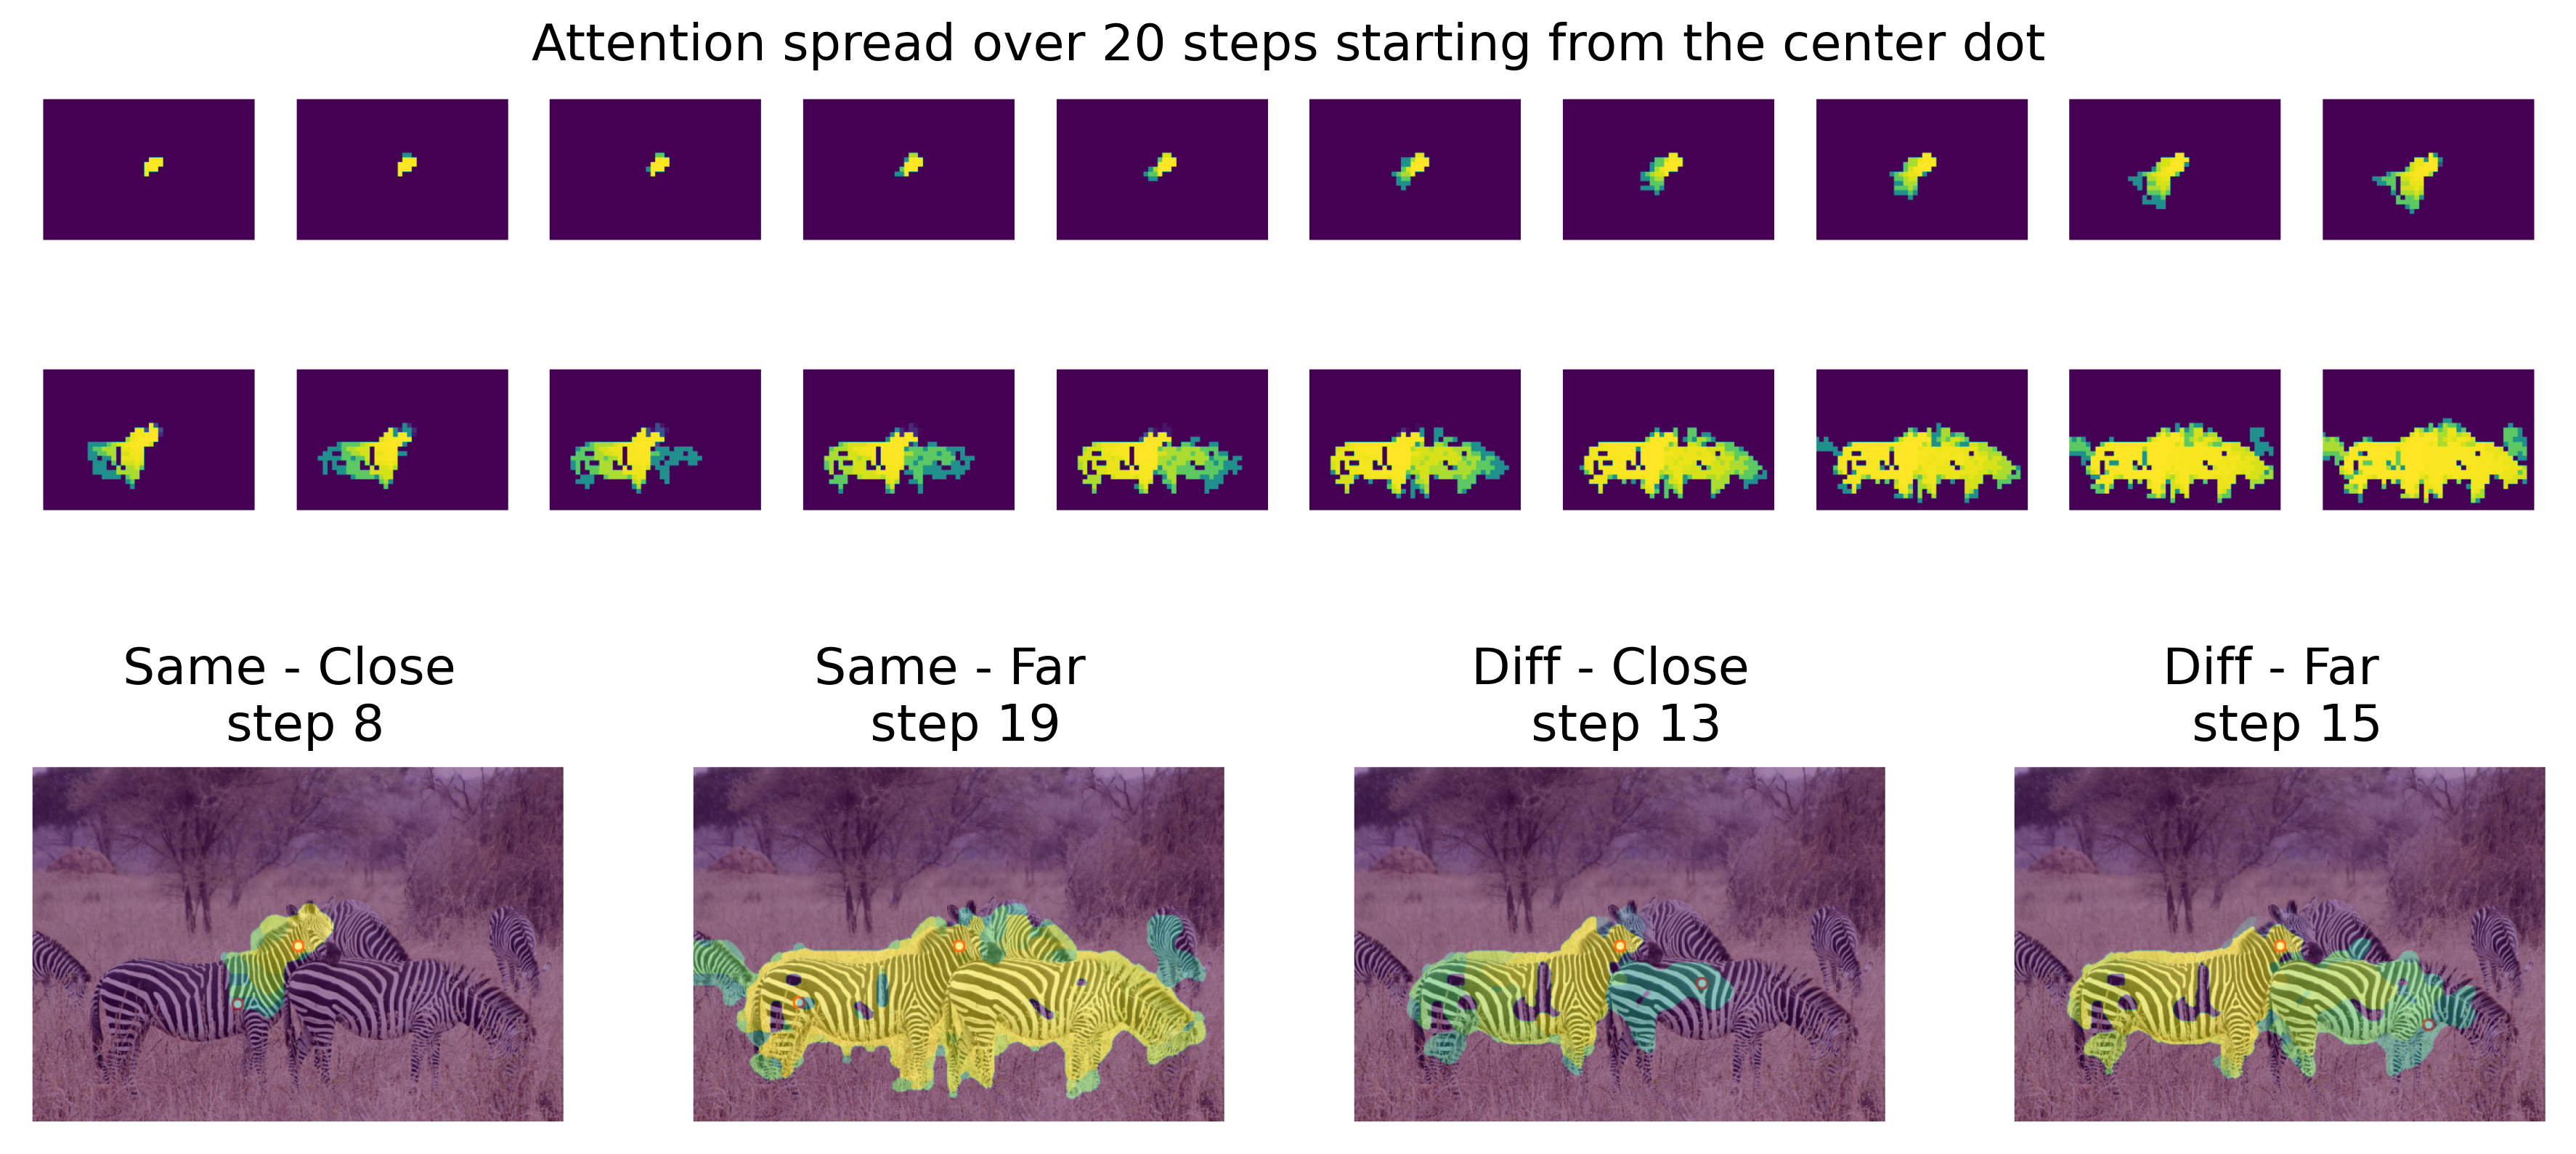 Attention spread over 20 steps starting from the center dot
Same - Close
step 8
Same - Far
step 19
Diff - Close
step 13
Diff - Far
step 15